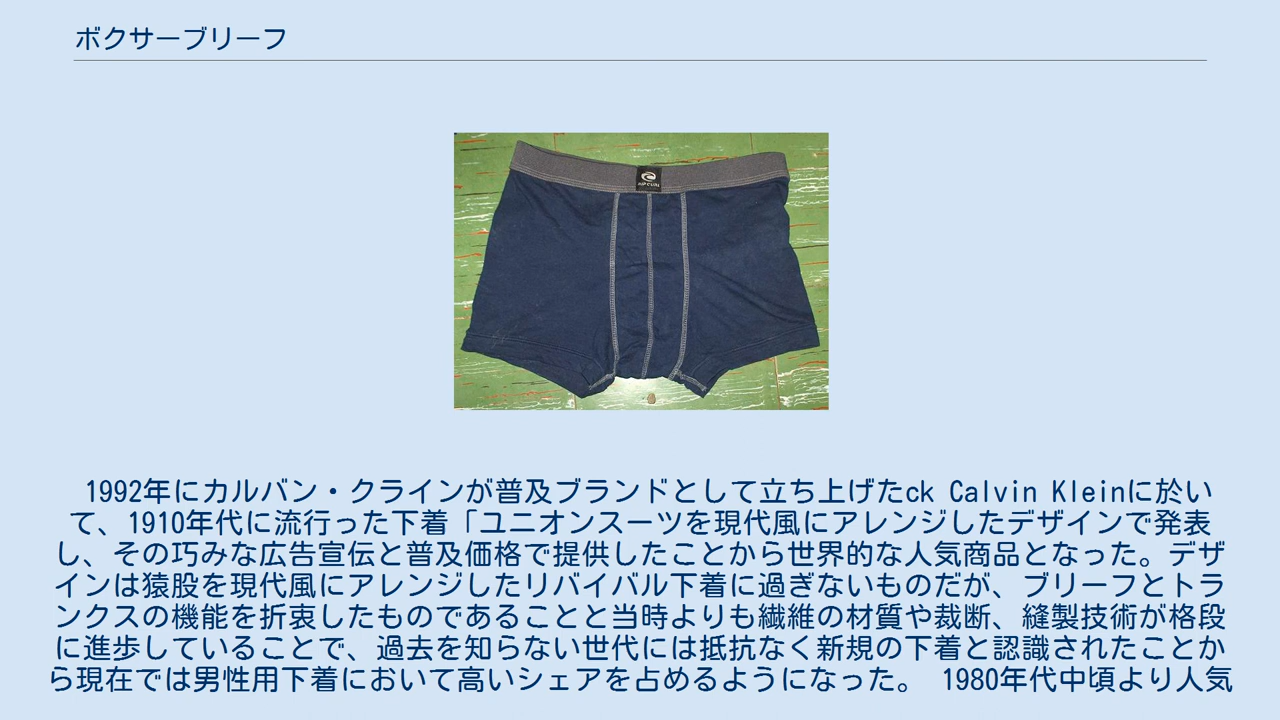 ボクサーブリーフ
RIP CURL
1992年にカルバン・クラインが普及ブランドとして立ち上げたck Calvin Kleinに於い
て、1910年代に流行った下着「ユニオンスーツを現代風にアレンジしたデザインで発表
し、その巧みな広告宣伝と普及価格で提供したことから世界的な人気商品となった。デザ
インは猿股を現代風にアレンジしたリバイバル下着に過ぎないものだが、ブリーフとトラ
ンクスの機能を折衷したものであることと当時よりも繊維の材質や裁断、縫製技術が格段
に進歩していることで、過去を知らない世代には抵抗なく新規の下着と認識されたことか
ら現在では男性用下着において高いシェアを占めるようになった。 1980年代中頃より人気